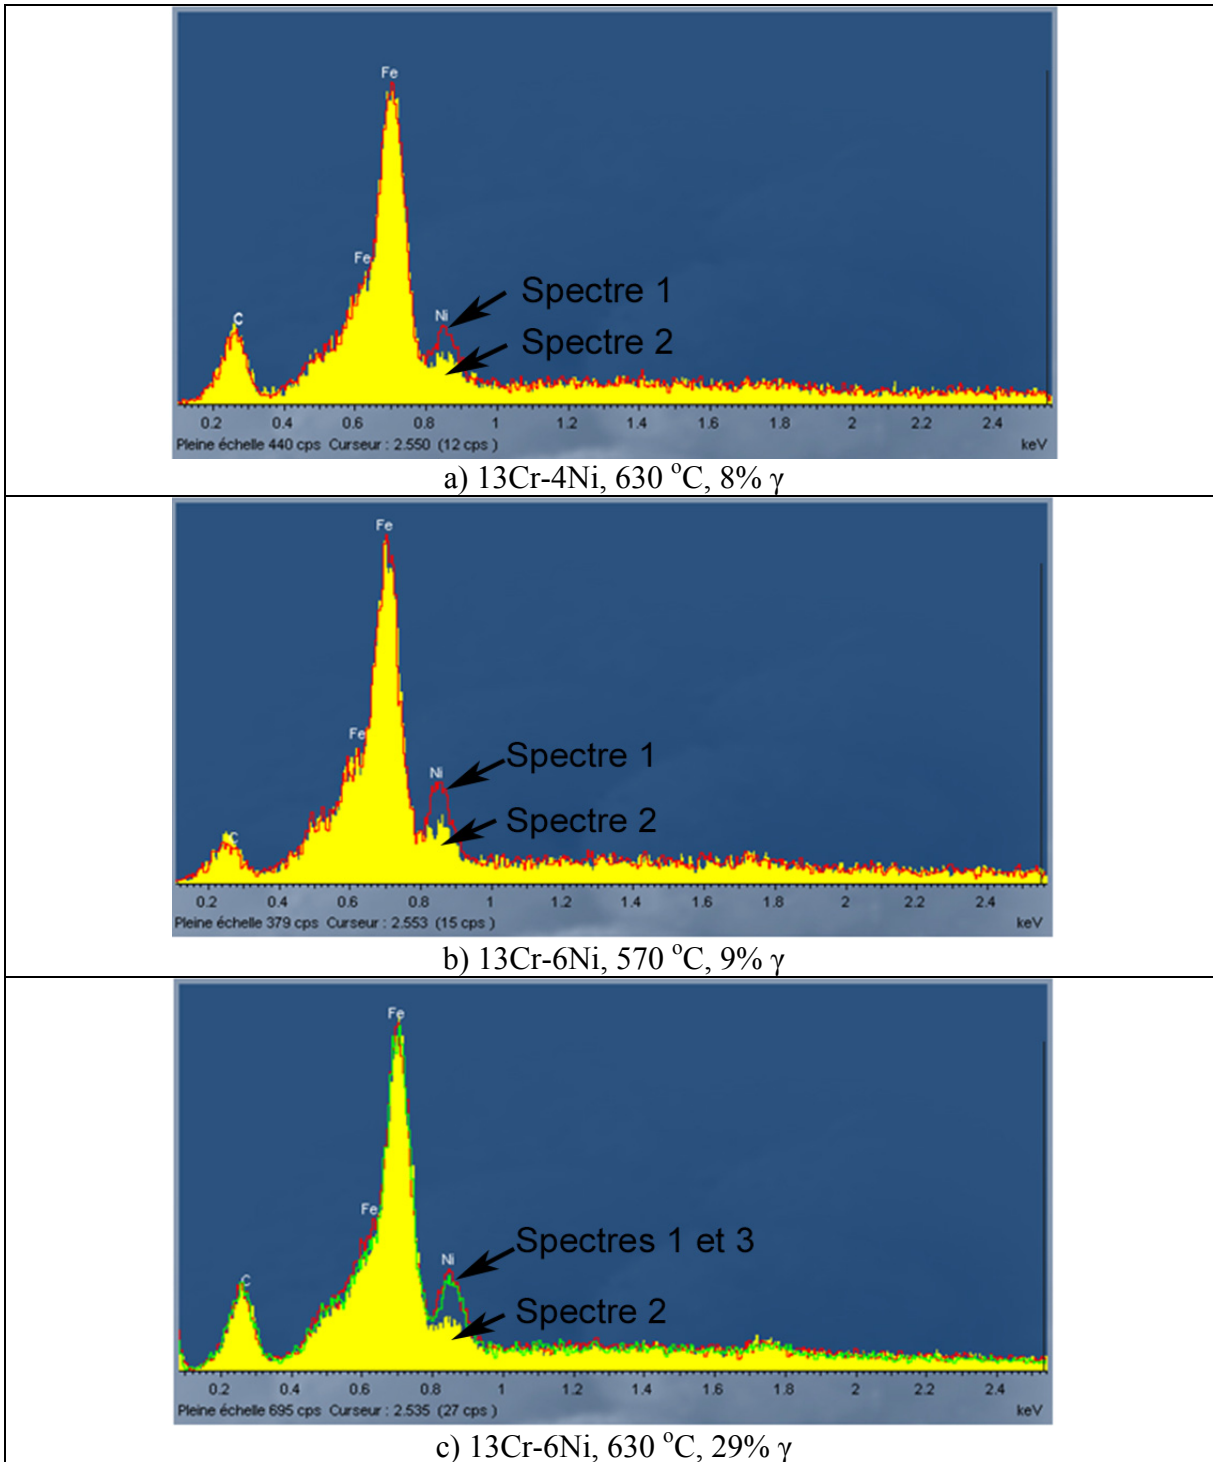 Fe
Fe
Spectre 1
C
Ni
Spectre 2
0.2 0.4 0.6 0.8 1 1.2 1.4 1.6 1.8 2 2.2 2.4
Pleine échelle 440 cps Curseur : 2.550 (12 cps ) keV
a) 13Cr-4Ni, 630 °C, 8% γ
Fe
Fe
Spectre 1
Ni
Spectre 2
C
0.2 0.4 0.6 0.8 1 1.2 1.4 1.6 1.8 2 2.2 2.4
Pleine échelle 379 cps Curseur : 2.553 (15 cps ) keV
b) 13Cr-6Ni, 570 °C, 9% γ
Fe
Fe
Spectres 1 et 3
Ni
C
Spectre 2
0.2 0.4 0.6 0.8 1 1.2 1.4 1.6 1.8 2 2.2 2.4
Pleine échelle 695 cps Curseur : 2.535 (27 cps ) keV
c) 13Cr-6Ni, 630 °C, 29% γ